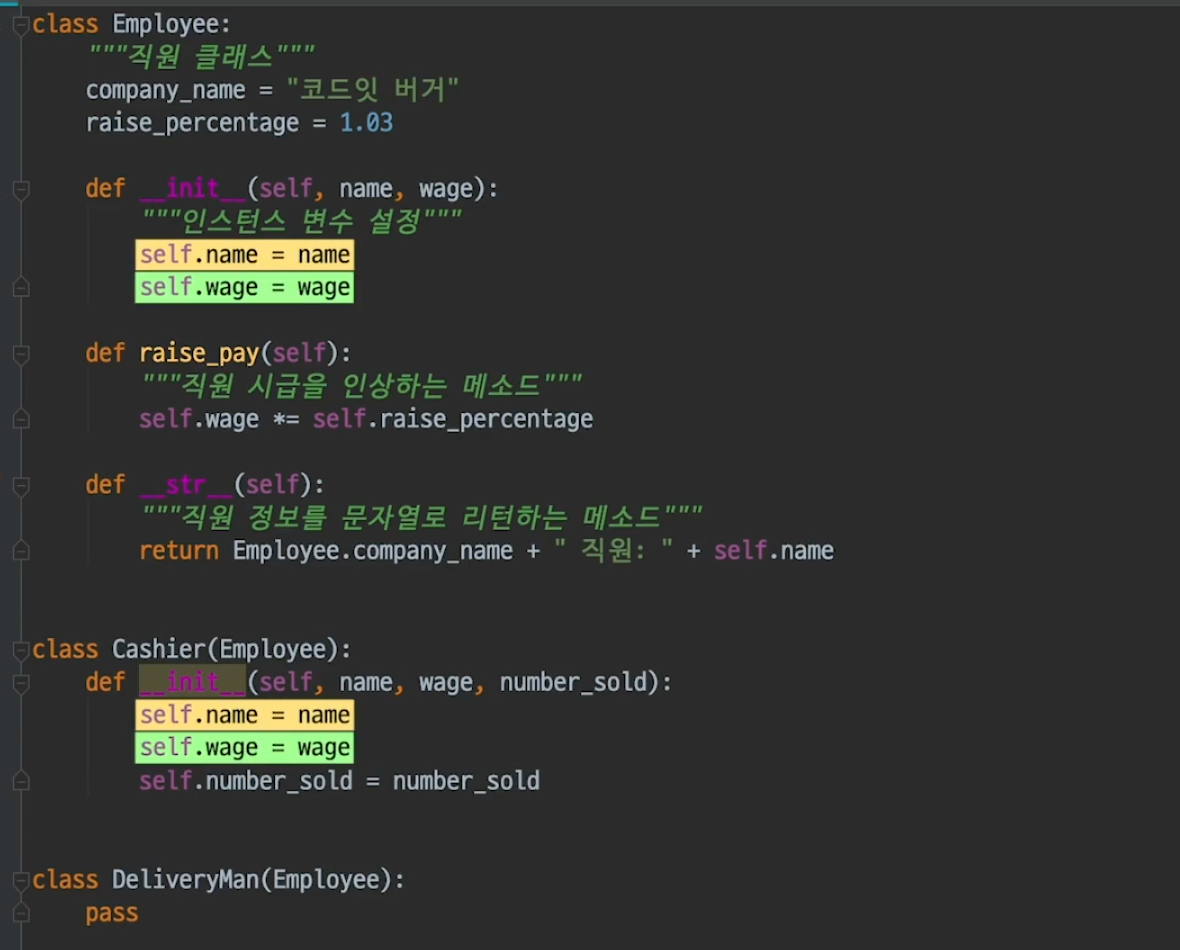 class Employee:
    """직원 클래스"""
    company_name = "코드잇 버거"
    raise_percentage = 1.03

    def __init__(self, name, wage):
        """인스턴스 변수 설정"""
        self.name = name
        self.wage = wage

    def raise_pay(self):
        """직원 시급을 인상하는 메소드"""
        self.wage *= self.raise_percentage

    def __str__(self):
        """직원 정보를 문자열로 리턴하는 메소드"""
        return Employee.company_name + " 직원: " + self.name


class Cashier(Employee):
    def __init__(self, name, wage, number_sold):
        self.name = name
        self.wage = wage
        self.number_sold = number_sold


class DeliveryMan(Employee):
    pass